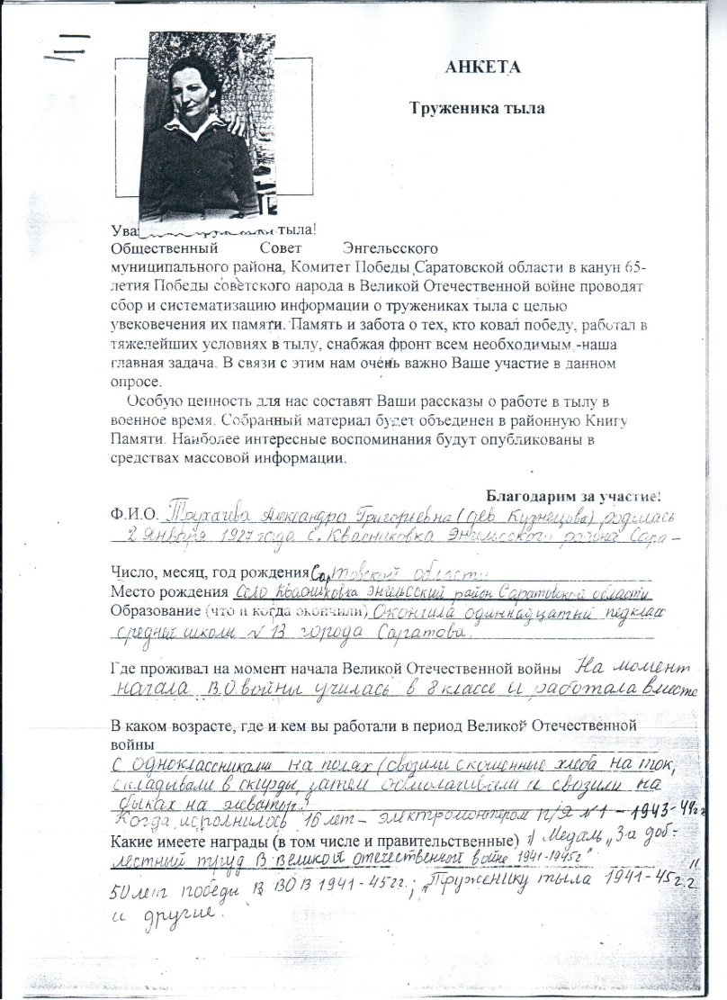 АНКЕТА
Труженика тыла
Ува тыла!
Общественный Совет Энгельсского
муниципального района, Комитет Победы Саратовской области в канун 65-
летия Победы советского народа в Великой Отечественной войне проводят
сбор и систематизацию информации о тружениках тыла с целью
увековечения их памяти. Память и забота о тех, кто ковал победу, работал в
тяжелейших условиях в тылу, снабжая фронт всем необходимым -наша
главная задача. В связи с этим нам очень важно Ваше участие в данном
опросе.
Особую ценность для нас составят Ваши рассказы о работе в тылу в
военное время. Собранный материал будет объединен в районную Книгу
Памяти. Наиболее интересные воспоминания будут опубликованы в
средствах массовой информации.
Благодарим за участие!
Ф.И.О. Трухачева Александра Григорьевна (дев. Кузнецова) родилась
2 января 1927 года с. Квасниковка Энгельсского района Сара-
Число, месяц, год рождения Саратовской области
Место рождения село Квасниковка Энгельсский район Саратовской области
Образование (что и когда окончили) Окончила одиннадцатый педкласс
средней школы № 13 города Саратова.
Где проживал на момент начала Великой Отечественной войны На момент
начала В.О.войны училась в 8 классе и работала вместе
В каком возрасте, где и кем вы работали в период Великой Отечественной
войны
с одноклассниками на полях (свозили скошенные хлеба на ток,
складывали в скирды, затем обмолачивали и свозили на
быках на элеватор.)
Когда исполнилось 16 лет - электромонтером п/я №1 - 1943-44гг
Какие имеете награды (в том числе и правительственные) 1) Медаль "За доб-
лестный труд в Великой отечественной войне 1941-1945г"
50 лет победы в ВОВ 1941-45гг.; "Труженику тыла 1941-45г.г."
и другие.